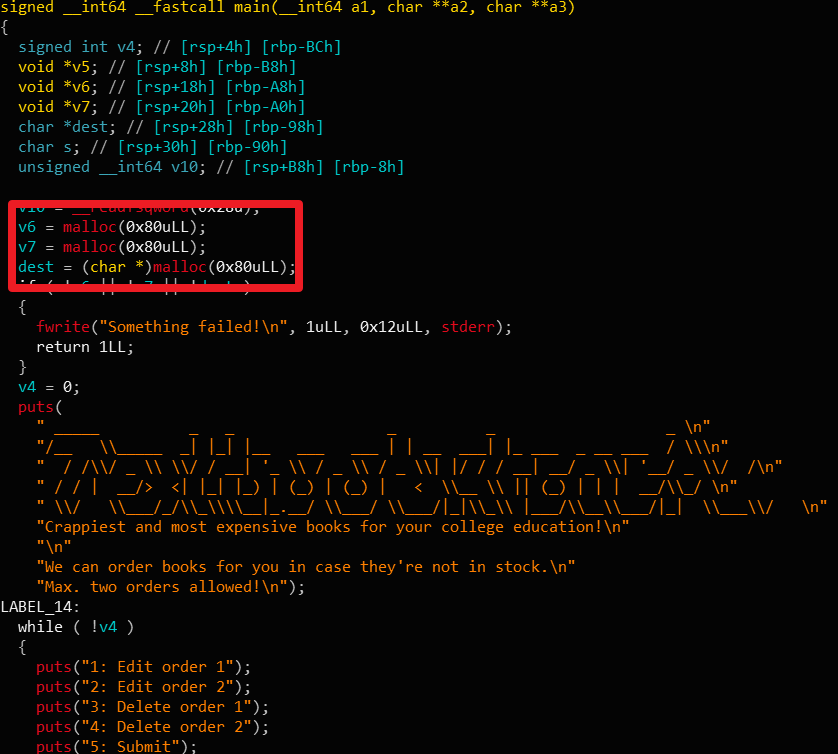 signed __int64 __fastcall main(__int64 a1, char **a2, char **a3)
{
  signed int v4; // [rsp+4h] [rbp-BCh]
  void *v5; // [rsp+8h] [rbp-B8h]
  void *v6; // [rsp+18h] [rbp-A8h]
  void *v7; // [rsp+20h] [rbp-A0h]
  char *dest; // [rsp+28h] [rbp-98h]
  char s; // [rsp+30h] [rbp-90h]
  unsigned __int64 v10; // [rsp+B8h] [rbp-8h]
  v10 = __readfsqword(0x28u);
  v6 = malloc(0x80uLL);
  v7 = malloc(0x80uLL);
  dest = (char *)malloc(0x80uLL);
  {
    fwrite("Something failed!\n", 1uLL, 0x12uLL, stderr);
    return 1LL;
  }
  v4 = 0;
  puts(
    " _____          _   _                 _          _                   _ \n"
    "/__   \\_____  _| |_| |__   ___   ___ | | __  ___| |_ ___  _ __ ___  / \\\n"
    "  / /\\/ _ \\ \\/ / __| '_ \\ / _ \\ / _ \\| |/ / / __| __/ _ \\| '__/ _ \\/  /\n"
    " / / |  __/>  <| |_| |_) | (_) | (_) |   <  \\__ \\ || (_) | | |  __/\\_/ \n"
    " \\/   \\___/_/\\_\\\\__|_.__/ \\___/ \\___/|_|\\_\\ |___/\\__\\___/|_|  \\___\\/   \n"
    "Crappiest and most expensive books for your college education!\n"
    "\n"
    "We can order books for you in case they're not in stock.\n"
    "Max. two orders allowed!\n");
LABEL_14:
  while ( !v4 )
  {
    puts("1: Edit order 1");
    puts("2: Edit order 2");
    puts("3: Delete order 1");
    puts("4: Delete order 2");
    puts("5: Submit");